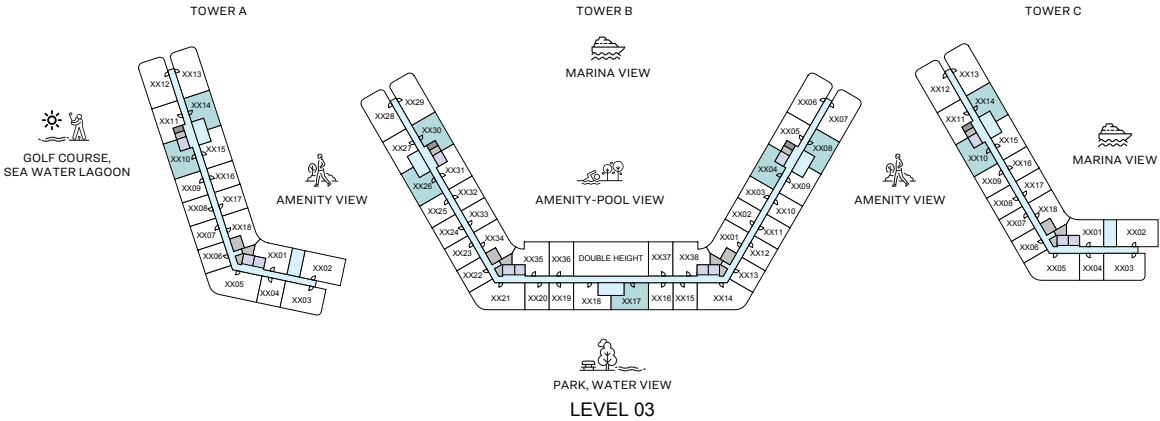 TOWER A
TOWER B
TOWER C
MARINA VIEW
GOLF COURSE,
SEA WATER LAGOON
AMENITY VIEW
AMENITY-POOL VIEW
AMENITY VIEW
MARINA VIEW
XX12
XX13
XX14
XX11
XX10
XX15
XX16
XX09
XX17
XX08
XX18
XX07
XX06
XX01
XX02
XX05
XX04
XX03
XX29
XX28
XX30
XX27
XX31
XX26
XX32
XX25
XX33
XX24
XX34
XX23
XX22
XX35
XX36
DOUBLE HEIGHT
XX37
XX38
XX21
XX20
XX19
XX18
XX17
XX16
XX15
XX14
XX06
XX07
XX05
XX08
XX04
XX09
XX03
XX10
XX02
XX11
XX01
XX12
XX13
XX13
XX12
XX14
XX11
XX15
XX10
XX16
XX09
XX17
XX08
XX18
XX07
XX06
XX01
XX02
XX05
XX04
XX03
PARK, WATER VIEW
LEVEL 03